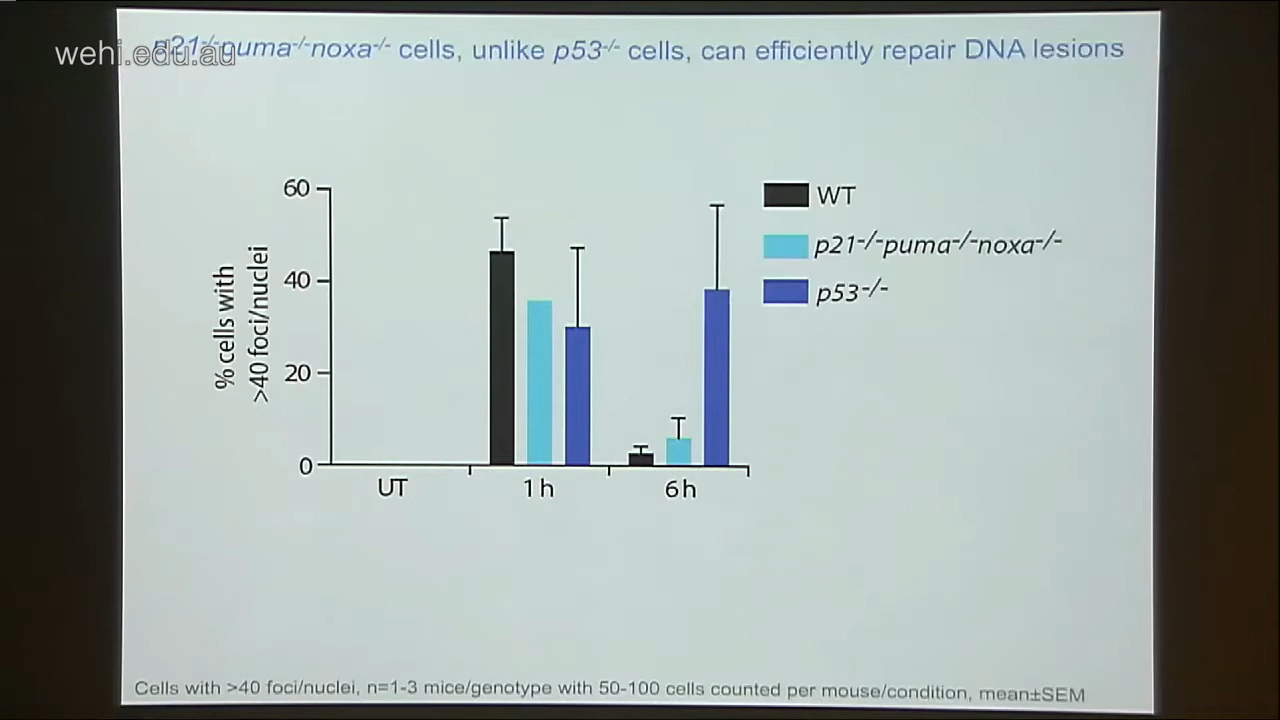 wehi.edu.au
p21-/-puma-/-noxa-/- cells, unlike p53-/- cells, can efficiently repair DNA lesions
% cells with
>40 foci/nuclei
60
40
20
0
UT
1 h
6 h
WT
p21-/-puma-/-noxa-/-
p53-/-
Cells with >40 foci/nuclei, n=1-3 mice/genotype with 50-100 cells counted per mouse/condition, mean±SEM